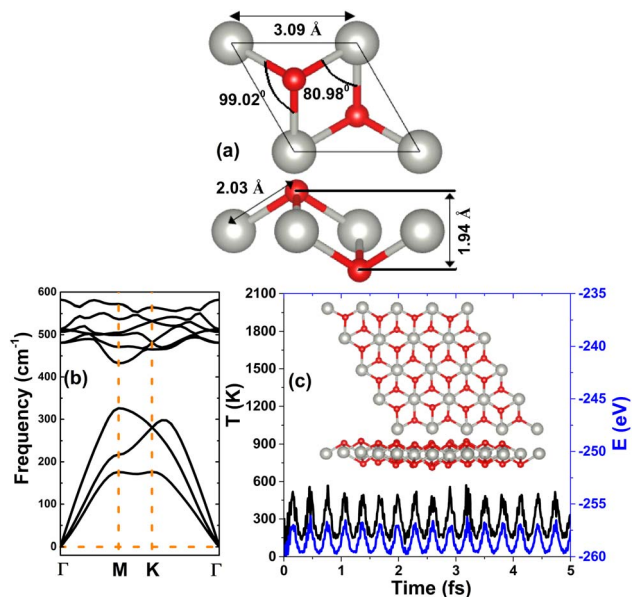 3.09 Å
99.02⁰
80.98⁰
(a)
2.03 Å
1.94 Å
600
500
400
300
200
100
0
Frequency (cm⁻¹)
(b)
Γ
M
K
Γ
2100
1800
1500
1200
900
600
300
0
T (K)
(c)
-235
-240
-245
-250
-255
-260
E (eV)
0
1
2
3
4
5
Time (fs)